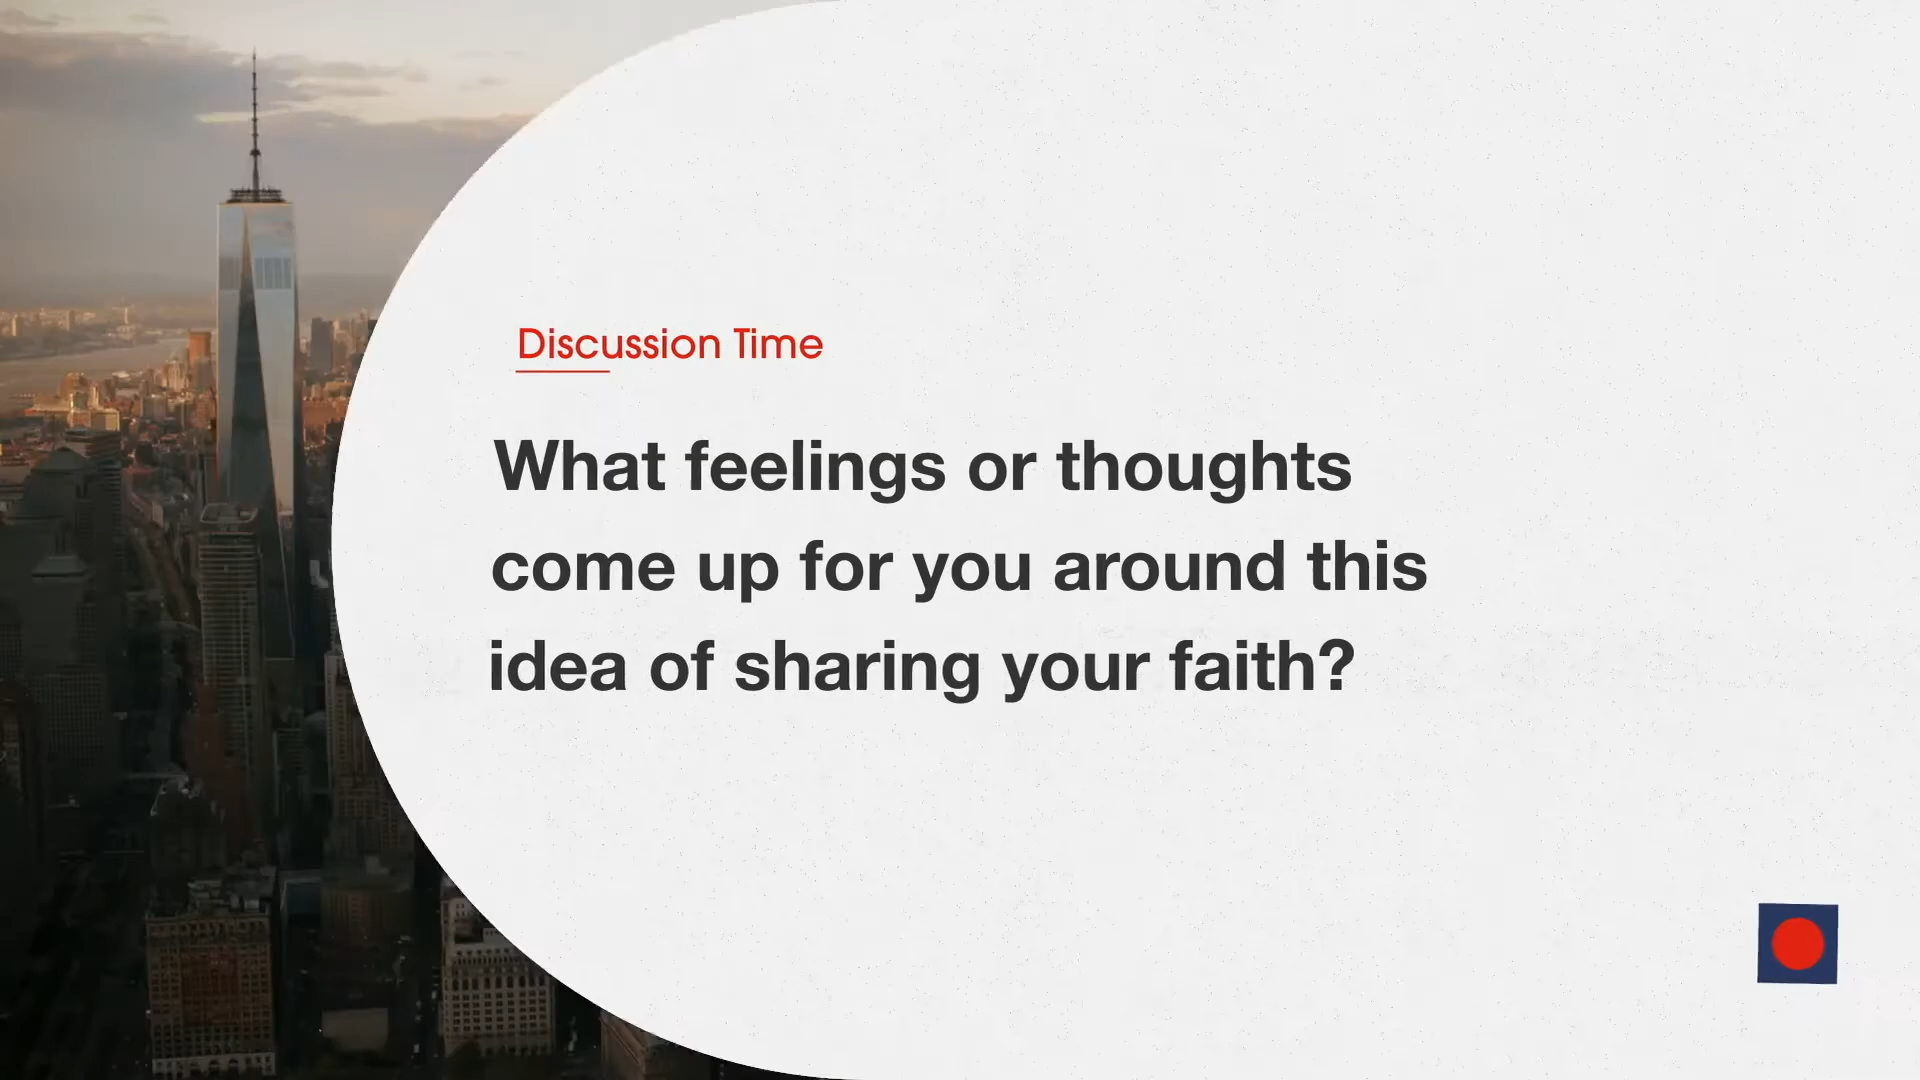 Discussion Time
What feelings or thoughts
come up for you around this
idea of sharing your faith?